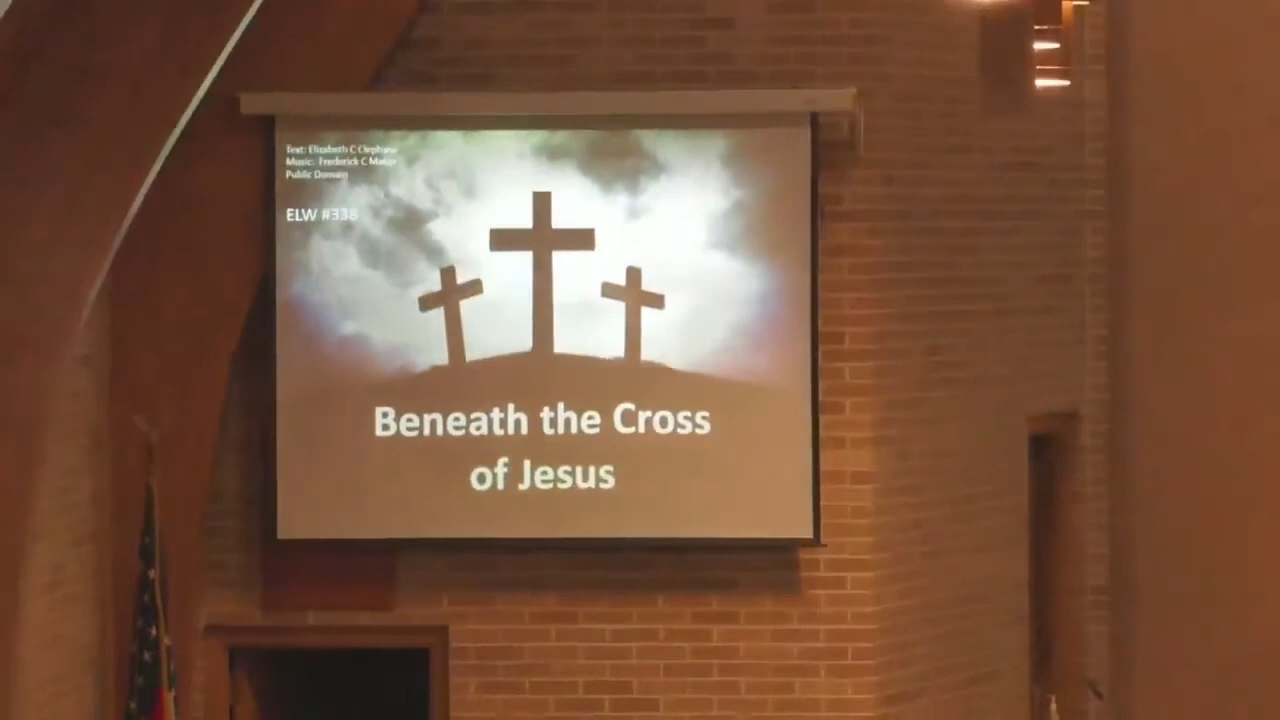 Text: Elizabeth C Clephane
Music: Frederick C Maker
Public Domain
ELW #338
Beneath the Cross
of Jesus